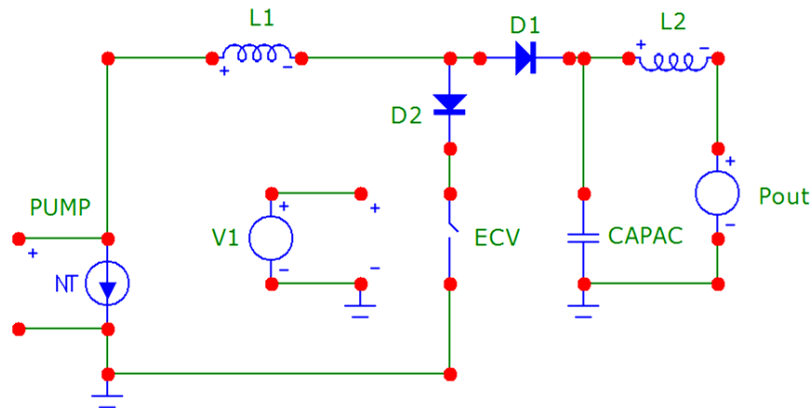 L1
D1
L2
D2
PUMP
V1
ECV
CAPAC
Pout
NT